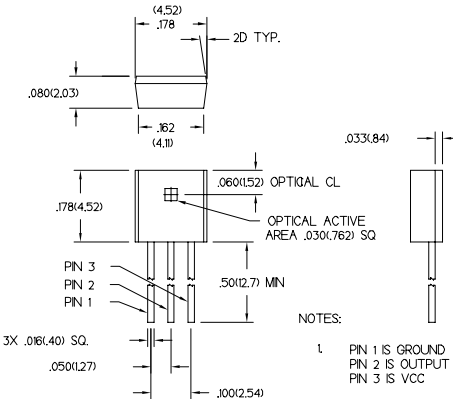 (4.52)
.178
2D TYP.
.080(2.03)
.162
(4.11)
.033(.84)
.060(1.52) OPTICAL CL
.178(4.52)
OPTICAL ACTIVE
AREA .030(.762) SQ
PIN 3
PIN 2
PIN 1
.50(12.7) MIN
NOTES:
3X .016(.40) SQ.
1. PIN 1 IS GROUND
PIN 2 IS OUTPUT
PIN 3 IS VCC
.050(1.27)
.100(2.54)